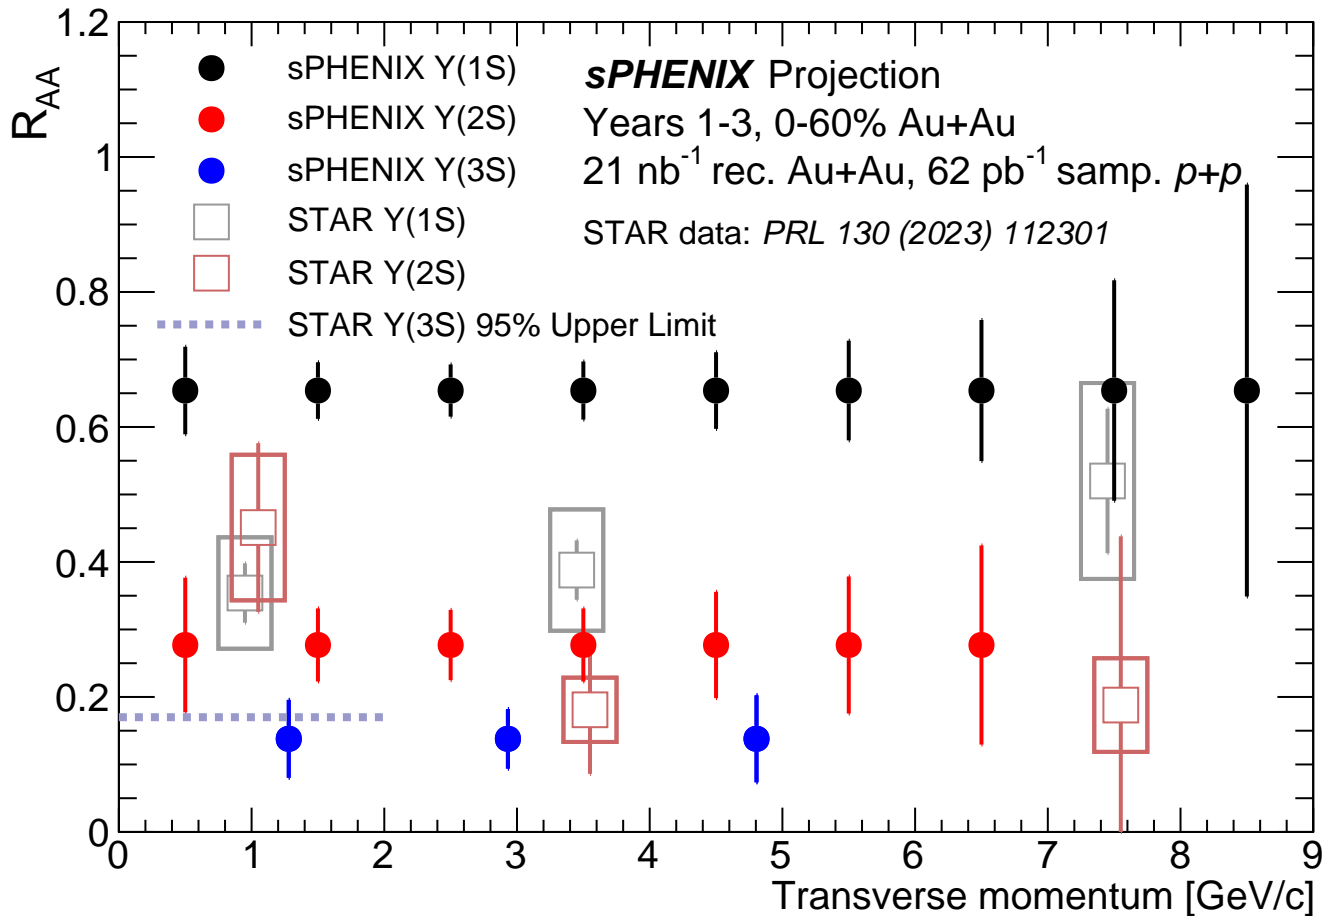 1.2
1
0.8
0.6
0.4
0.2
0
R_AA
sPHENIX Y(1S)
sPHENIX Y(2S)
sPHENIX Y(3S)
STAR Y(1S)
STAR Y(2S)
STAR Y(3S) 95% Upper Limit
sPHENIX Projection
Years 1-3, 0-60% Au+Au
21 nb⁻¹ rec. Au+Au, 62 pb⁻¹ samp. p+p
STAR data: PRL 130 (2023) 112301
0 1 2 3 4 5 6 7 8 9
Transverse momentum [GeV/c]